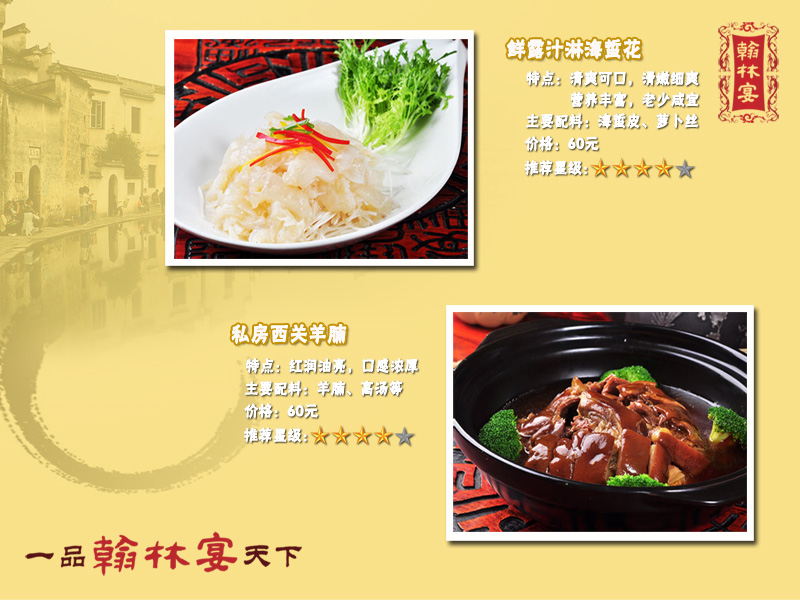 鲜露汁淋海蜇花
特点：清爽可口，滑嫩细爽
营养丰富，老少咸宜
主要配料：海蜇皮、萝卜丝
价格：60元
推荐星级：
翰林宴
私房西关羊腩
特点：红润油亮，口感浓厚
主要配料：羊腩、高汤等
价格：60元
推荐星级：
一品翰林宴天下